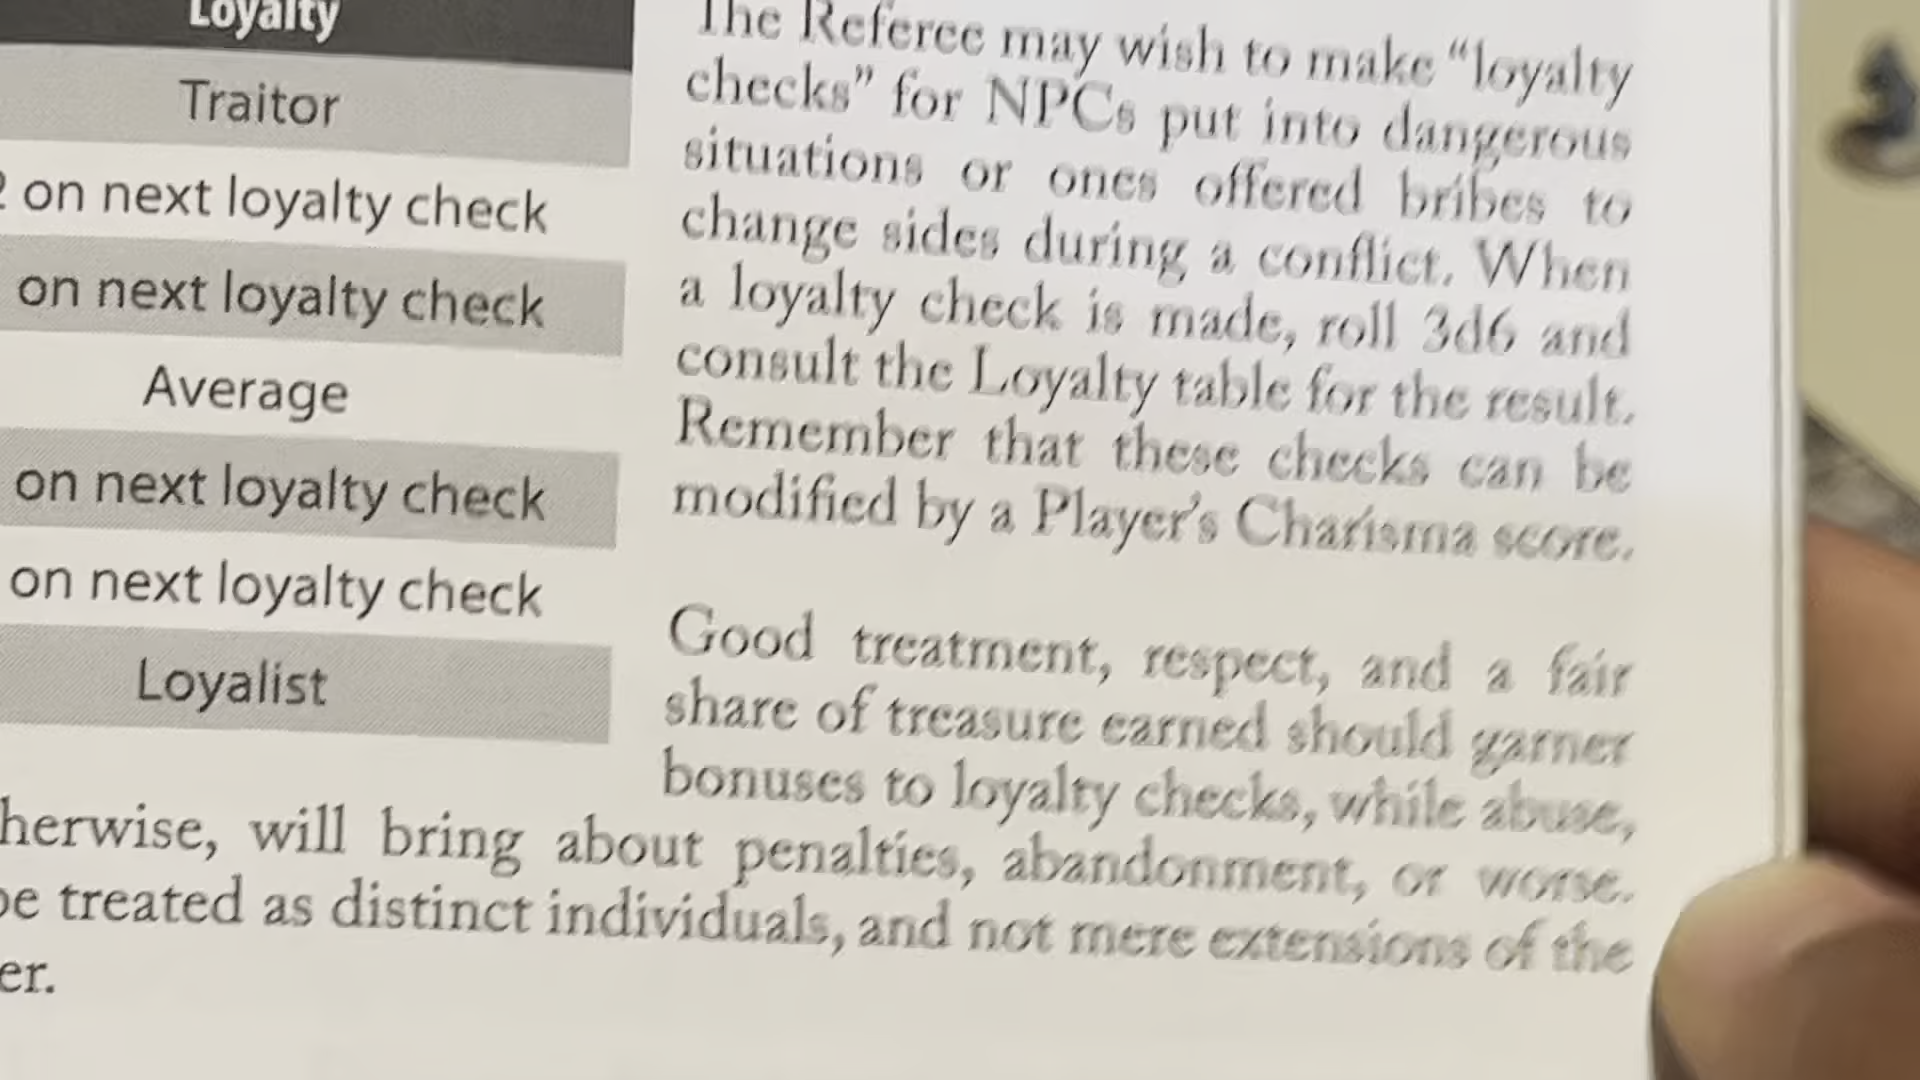 Loyalty
Traitor
2 on next loyalty check
on next loyalty check
Average
on next loyalty check
on next loyalty check
Loyalist
The Referee may wish to make “loyalty
checks” for NPCs put into dangerous
situations or ones offered bribes to
change sides during a conflict. When
a loyalty check is made, roll 3d6 and
consult the Loyalty table for the result.
Remember that these checks can be
modified by a Player’s Charisma score.
Good treatment, respect, and a fair
share of treasure earned should garner
bonuses to loyalty checks, while abuse,
herwise, will bring about penalties, abandonment, or worse.
be treated as distinct individuals, and not mere extensions of the
er.